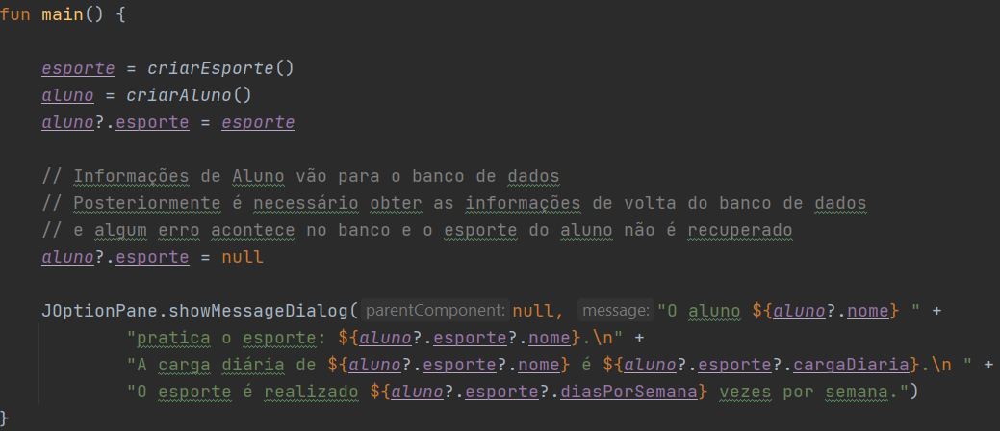 fun main() {
esporte = criarEsporte()
aluno = criarAluno()
aluno?.esporte = esporte
// Informações de Aluno vão para o banco de dados
// Posteriormente é necessário obter as informações de volta do banco de dados
// e algum erro acontece no banco e o esporte do aluno não é recuperado
aluno?.esporte = null
JOptionPane.showMessageDialog( parentComponent: null, message: "O aluno ${aluno?.nome} " +
"pratica o esporte: ${aluno?.esporte?.nome}.\n" +
"A carga diária de ${aluno?.esporte?.nome} é ${aluno?.esporte?.cargaDiaria}.\n " +
"O esporte é realizado ${aluno?.esporte?.diasPorSemana} vezes por semana.")
}